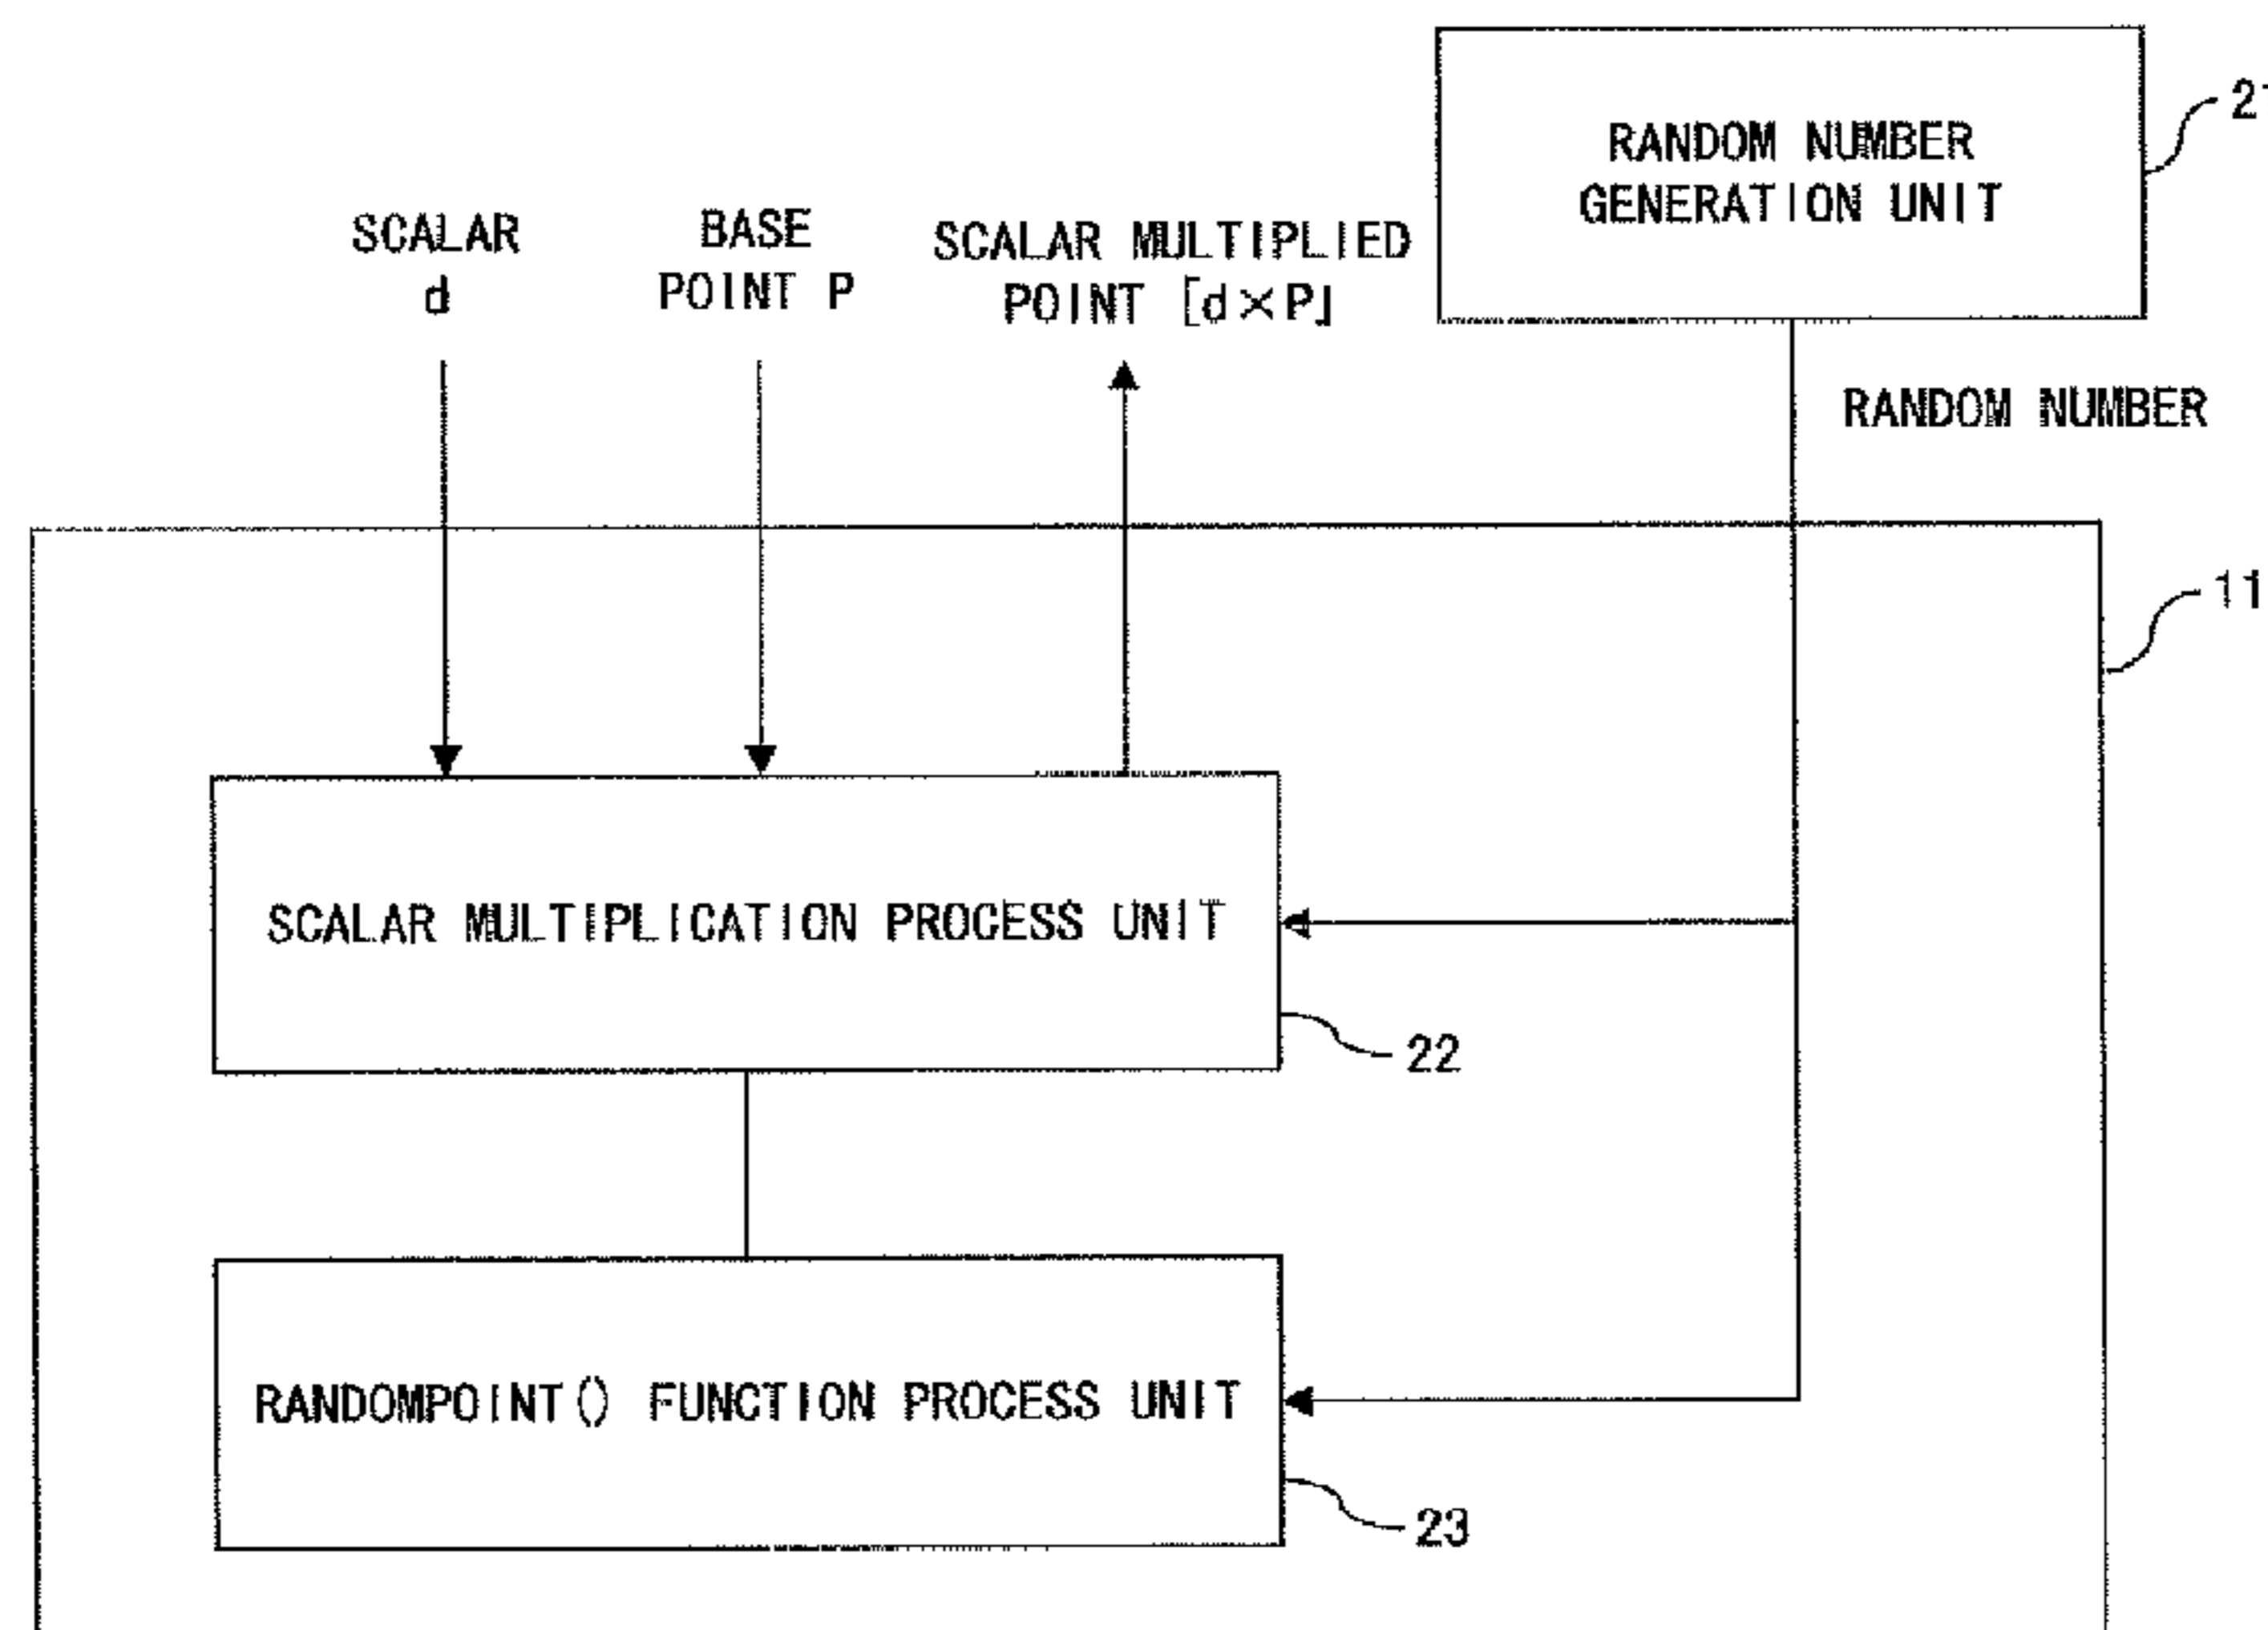 RANDOM NUMBER
GENERATION UNIT
SCALAR
d
BASE
POINT P
SCALAR MULTIPLIED
POINT [d×P]
RANDOM NUMBER
11
SCALAR MULTIPLICATION PROCESS UNIT
22
RANDOMPOINT() FUNCTION PROCESS UNIT
23